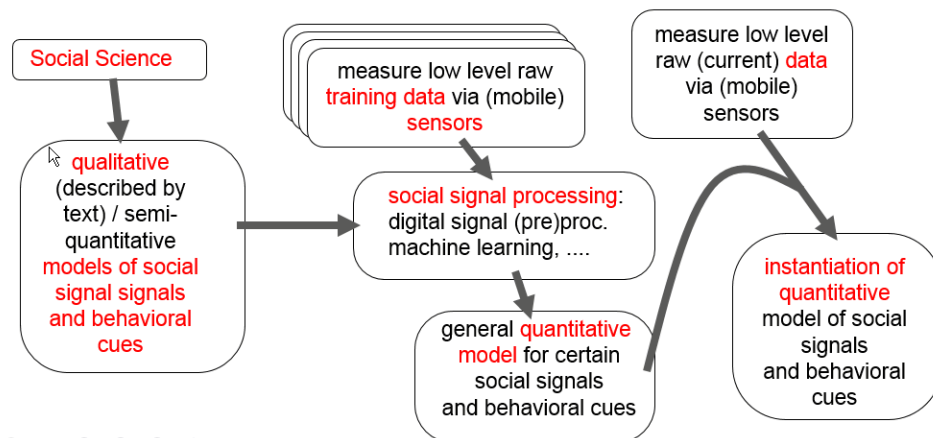 Social Science
qualitative
(described by
text) / semi-
quantitative
models of social
signal signals
and behavioral
cues
measure low level raw
training data via (mobile)
sensors
social signal processing:
digital signal (pre)proc.
machine learning, ....
general quantitative
model for certain
social signals
and behavioral cues
measure low level
raw (current) data
via (mobile)
sensors
instantiation of
quantitative
model of social
signals
and behavioral
cues